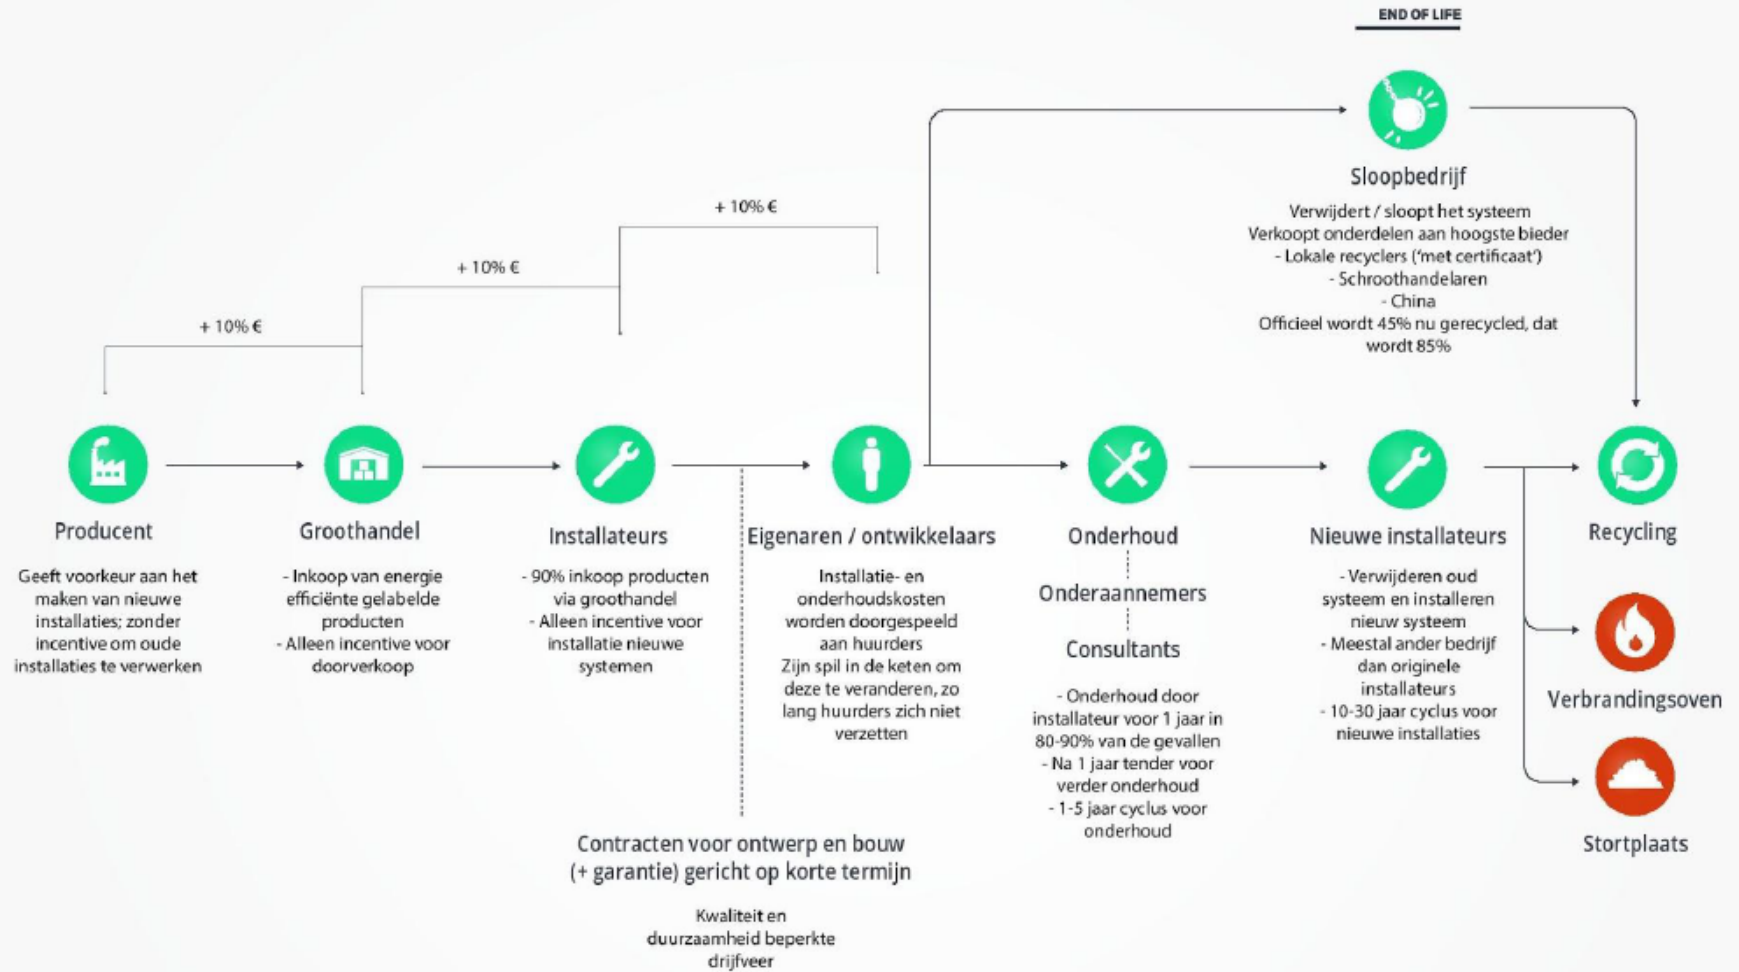 END OF LIFE
Sloopbedrijf
Verwijdert / sloopt het systeem
Verkoopt onderdelen aan hoogste bieder
- Lokale recyclers ('met certificaat')
- Schroothandelaren
- China
Officieel wordt 45% nu gerecycled, dat
wordt 85%
+ 10% €
+ 10% €
+ 10% €
Producent
Geeft voorkeur aan het
maken van nieuwe
installaties; zonder
incentive om oude
installaties te verwerken
Groothandel
- Inkoop van energie
efficiënte gelabelde
producten
- Alleen incentive voor
doorverkoop
Installateurs
- 90% inkoop producten
via groothandel
- Alleen incentive voor
installatie nieuwe
systemen
Contracten voor ontwerp en bouw
(+ garantie) gericht op korte termijn
Kwaliteit en
duurzaamheid beperkte
drijfveer
Eigenaren / ontwikkelaars
Installatie- en
onderhoudskosten
worden doorgespeeld
aan huurders
Zijn spil in de keten om
deze te veranderen, zo
lang huurders zich niet
verzetten
Onderhoud
Onderaannemers
Consultants
- Onderhoud door
installateur voor 1 jaar in
80-90% van de gevallen
- Na 1 jaar tender voor
verder onderhoud
- 1-5 jaar cyclus voor
onderhoud
Nieuwe installateurs
- Verwijderen oud
systeem en installeren
nieuw systeem
- Meestal ander bedrijf
dan originele
installateurs
- 10-30 jaar cyclus voor
nieuwe installaties
Recycling
Verbrandingsoven
Stortplaats